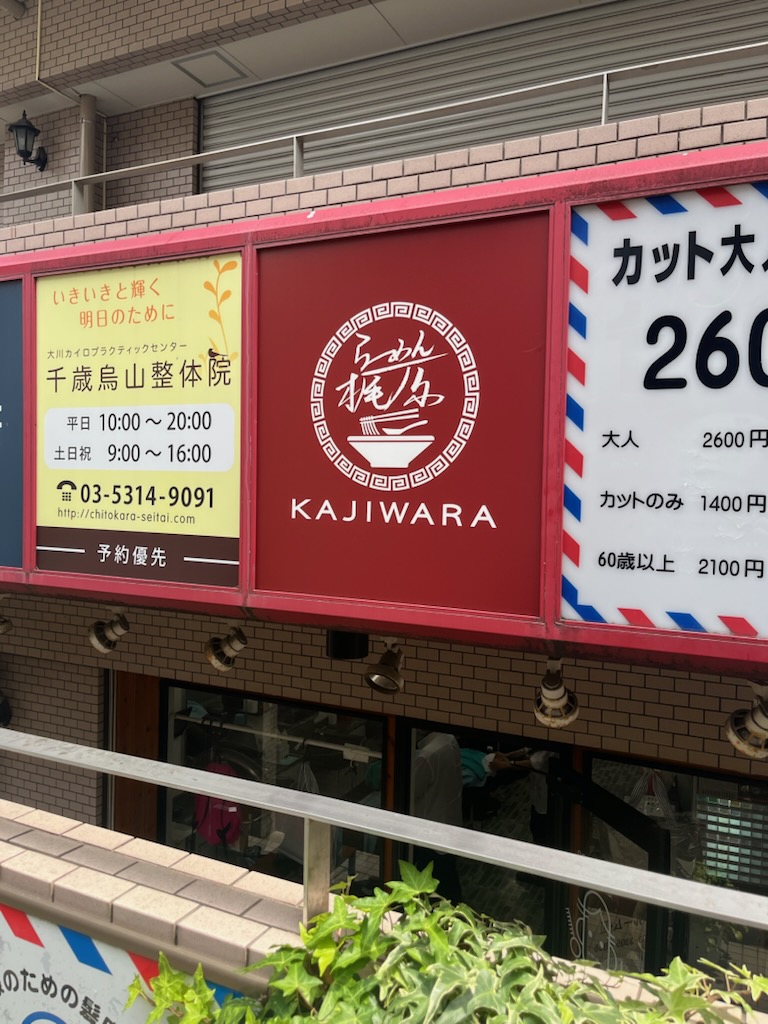 いきいきと輝く
明日のために
大川カイロプラクティックセンター
千歳烏山整体院
平日 10:00～20:00
土日祝 9:00～16:00
03-5314-9091
http://chitokara-seitai.com
予約優先
らーめん
KAJIWARA
カット大
260
大人 2600円
カットのみ 1400円
60歳以上 2100円
のための髪